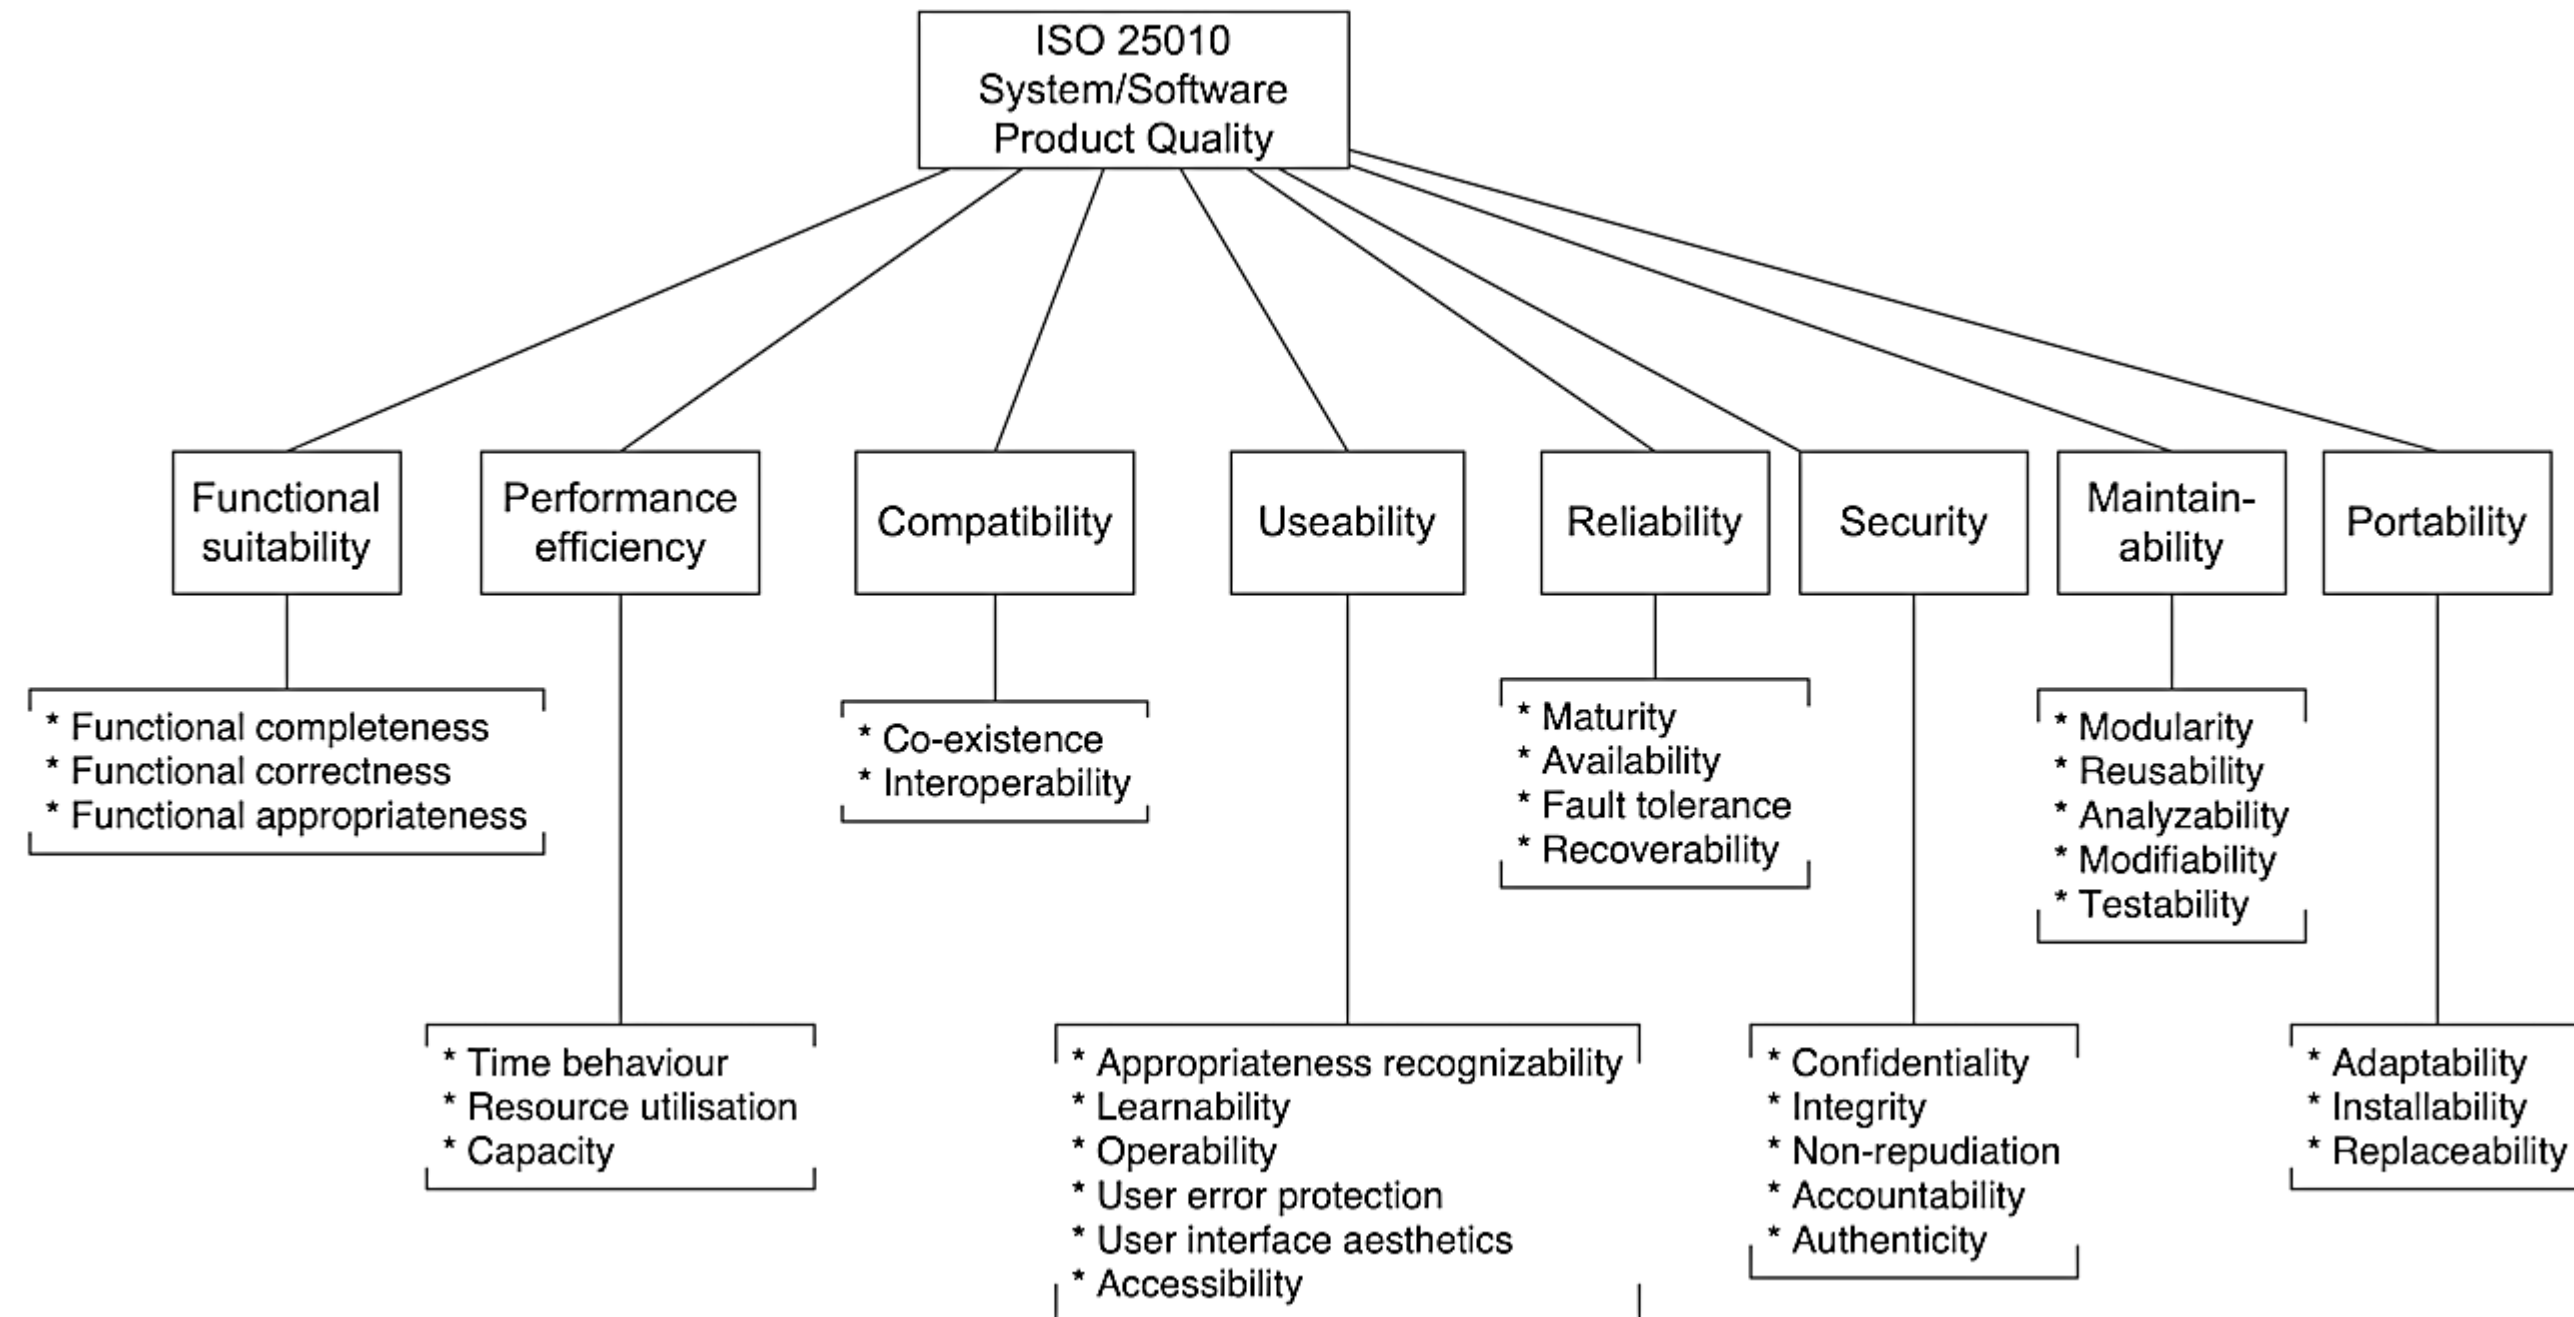 ISO 25010
System/Software
Product Quality
Functional
suitability
Performance
efficiency
Compatibility
Useability
Reliability
Security
Maintain-
ability
Portability
* Functional completeness
* Functional correctness
* Functional appropriateness
* Co-existence
* Interoperability
* Maturity
* Availability
* Fault tolerance
* Recoverability
* Modularity
* Reusability
* Analyzability
* Modifiability
* Testability
* Time behaviour
* Resource utilisation
* Capacity
* Appropriateness recognizability
* Learnability
* Operability
* User error protection
* User interface aesthetics
* Accessibility
* Confidentiality
* Integrity
* Non-repudiation
* Accountability
* Authenticity
* Adaptability
* Installability
* Replaceability